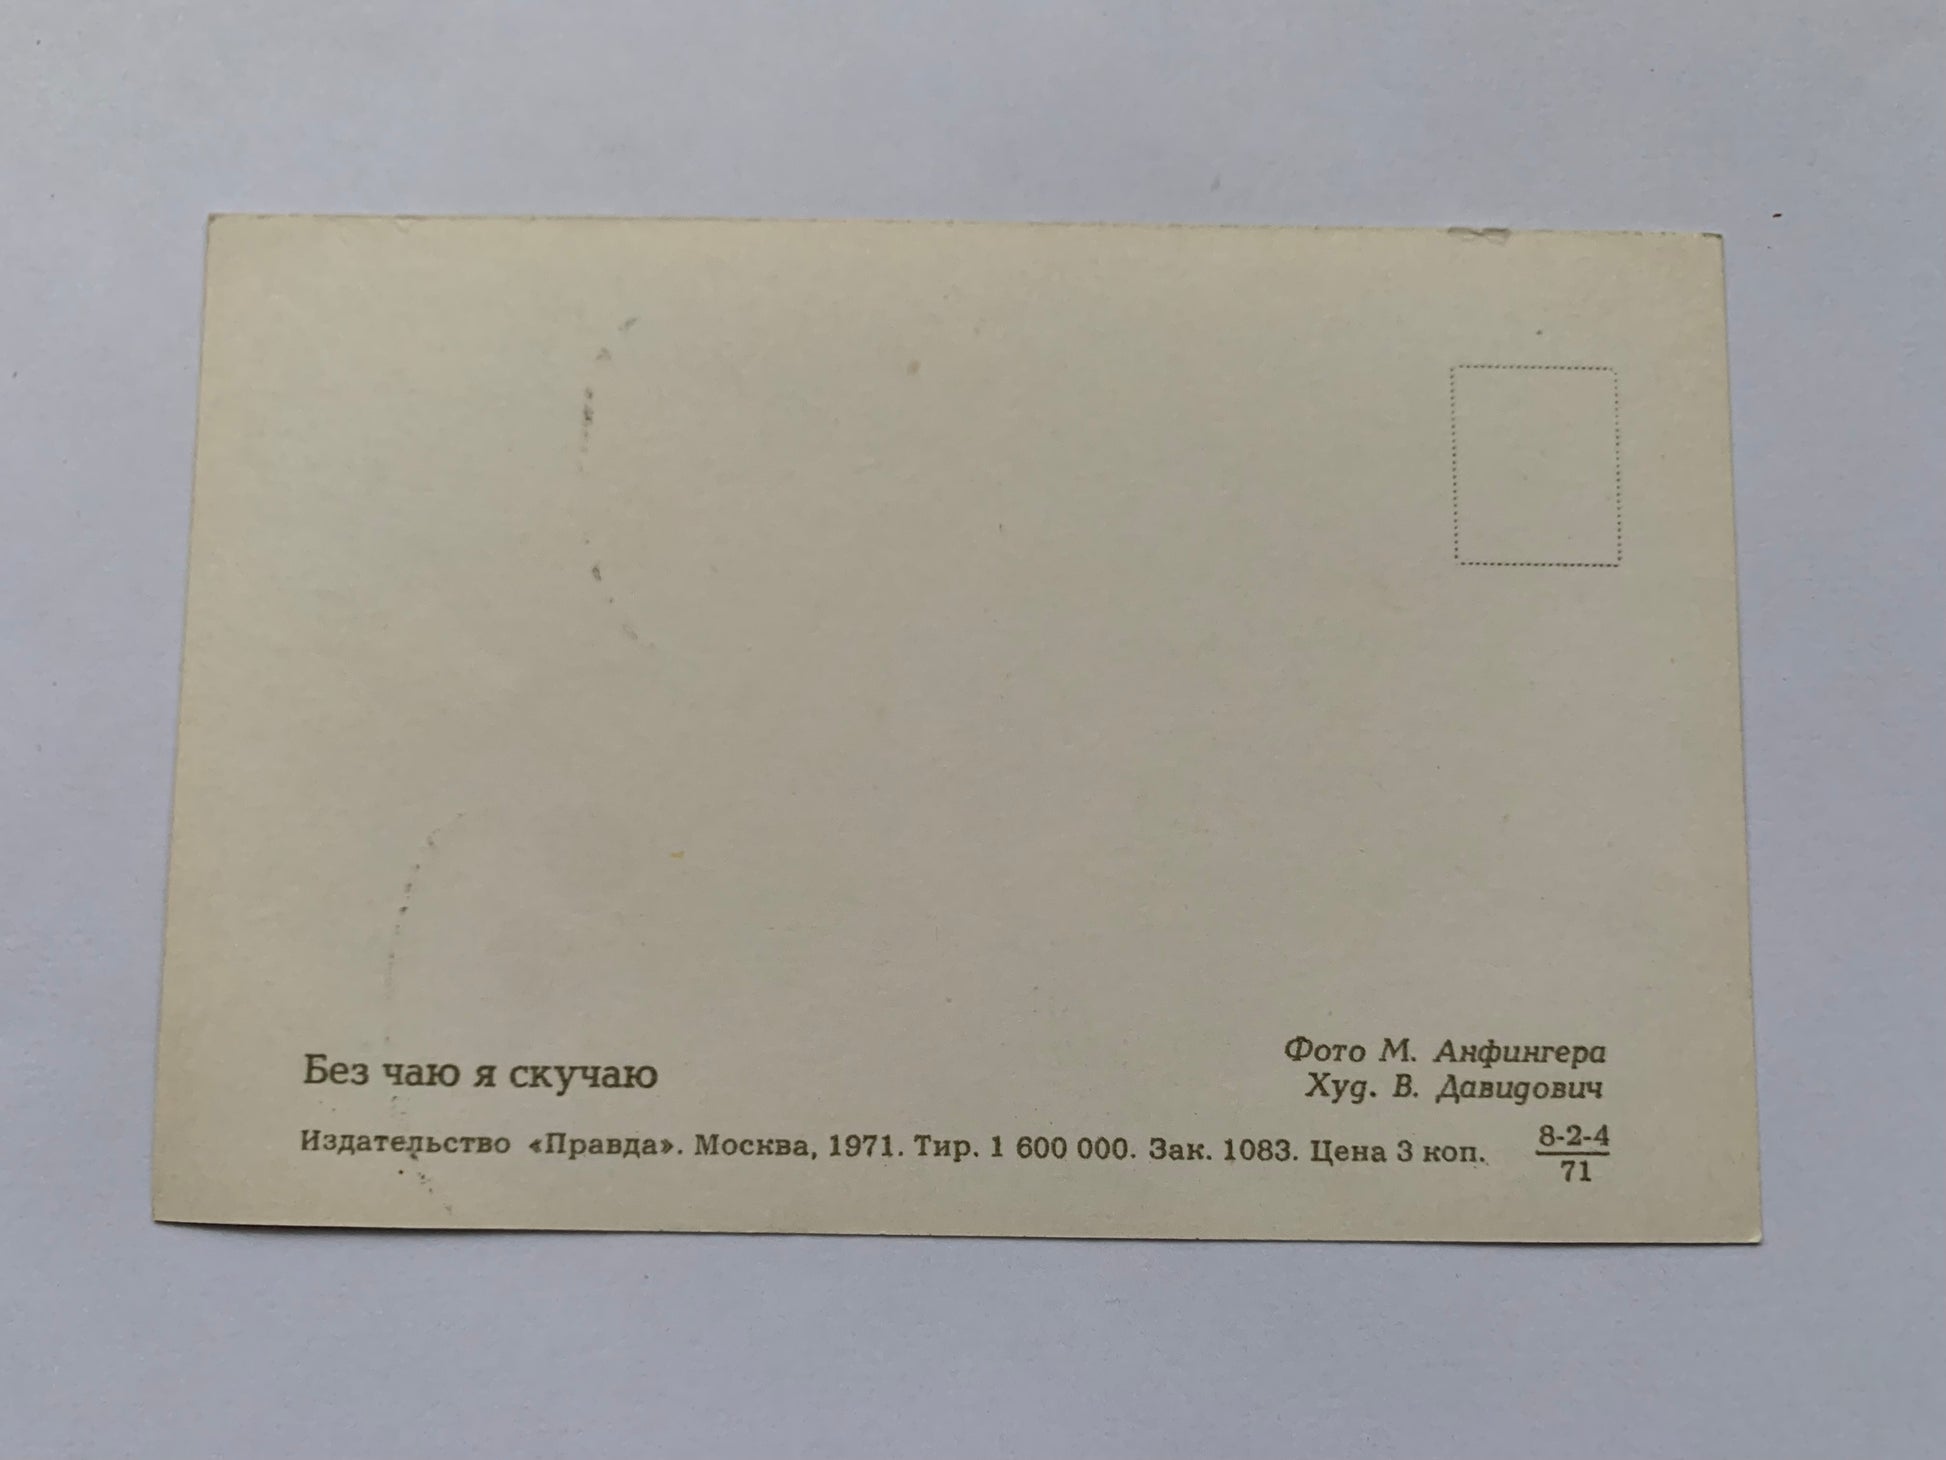 Без чаю я скучаю
Фото М. Анфингера
Худ. В. Давидович
Издательство «Правда». Москва, 1971. Тир. 1 600 000. Зак. 1083. Цена 3 коп.
8-2-4
71